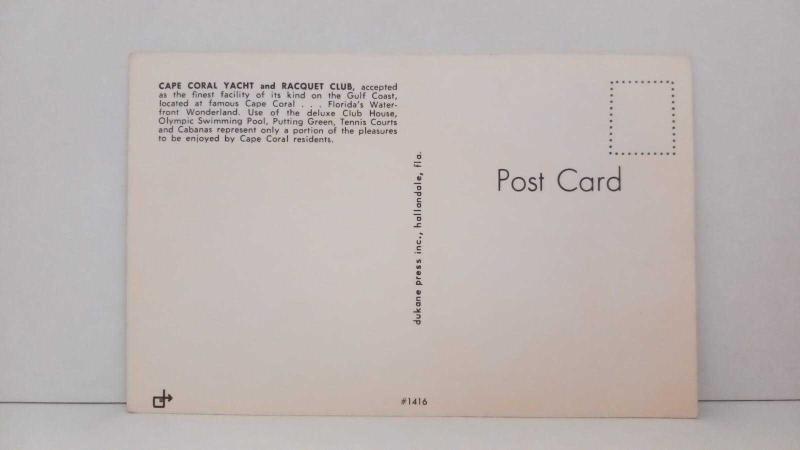 CAPE CORAL YACHT and RACQUET CLUB, accepted
as the finest facility of its kind on the Gulf Coast,
located at famous Cape Coral . . . Florida's Water-
front Wonderland. Use of the deluxe Club House,
Olympic Swimming Pool, Putting Green, Tennis Courts
and Cabanas represent only a portion of the pleasures
to be enjoyed by Cape Coral residents.
dukane press inc., hallandale, fla.
Post Card
#1416